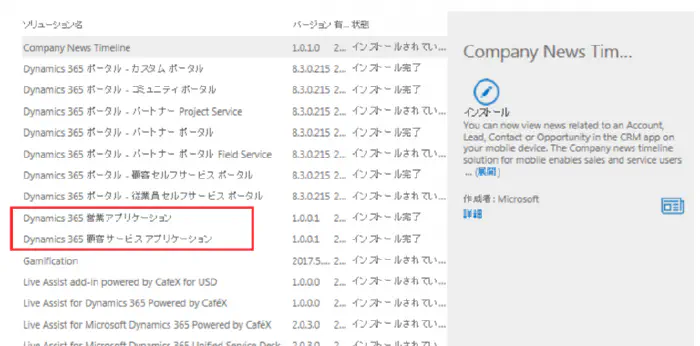 ソリューション名 バージョン 有... 状態
Company News Timeline 1.0.1.0 2... インストールされてい...
Dynamics 365 ポータル - カスタム ポータル 8.3.0.215 2... インストール完了
Dynamics 365 ポータル - コミュニティ ポータル 8.3.0.215 2... インストール完了
Dynamics 365 ポータル - パートナー Project Service 8.3.0.215 2... インストールされてい...
Dynamics 365 ポータル - パートナー ポータル 8.3.0.215 2... インストール完了
Dynamics 365 ポータル - パートナー ポータル Field Service 8.3.0.215 2... インストールされてい...
Dynamics 365 ポータル - 顧客セルフサービス ポータル 8.3.0.215 2... インストール完了
Dynamics 365 ポータル - 従業員セルフサービス ポータル 8.3.0.215 2... インストールされてい...
Dynamics 365 営業アプリケーション 1.0.0.1 2... インストール完了
Dynamics 365 顧客サービス アプリケーション 1.0.0.1 2... インストール完了
Gamification 2017.5.... 2... インストールされてい...
Live Assist add-in powered by CafeX for USD 1.0.0.0 2... インストールされてい...
Live Assist for Dynamics 365 Powered by CaféX 1.0.0.0 2... インストールされてい...
Live Assist for Microsoft Dynamics 365 Powered by CaféX 2.0.3.0 2... インストールされてい...
Live Assist for Microsoft Dynamics 365 Unified Service Desk 2.0.3.0 2... インストールされてい...
Company News Tim...
インストール
You can now view news related to an Account,
Lead, Contact or Opportunity in the CRM app on
your mobile device. The Company news timeline
solution for mobile enables sales and service users
... (展開)
作成者: Microsoft
詳細